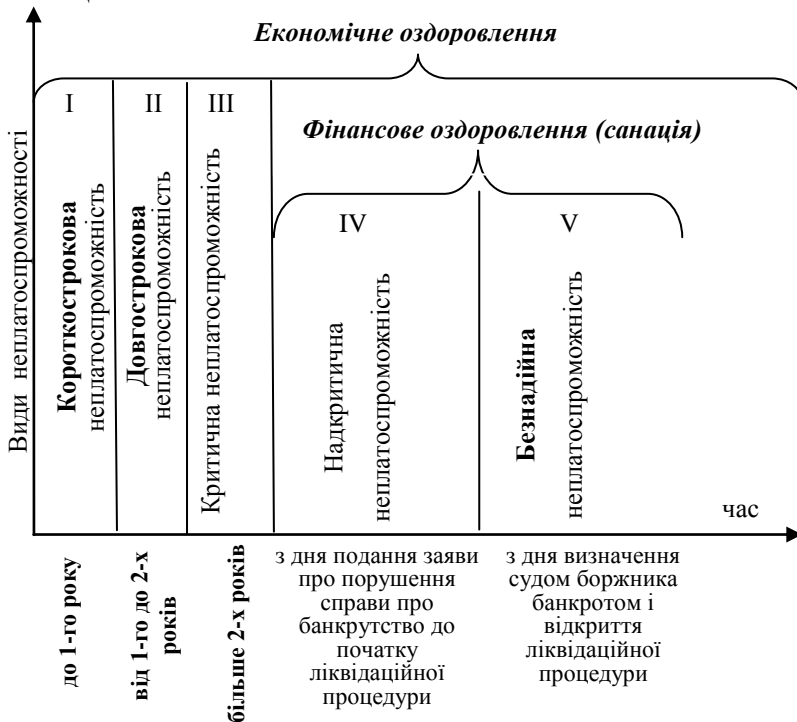 Економічне оздоровлення
I
II
III
Фінансове оздоровлення (санація)
IV
V
Види неплатоспроможності
Короткострокова
неплатоспроможність
Довгострокова
неплатоспроможність
Критична неплатоспроможність
Надкритична
неплатоспроможність
Безнадійна
неплатоспроможність
час
до 1-го року
від 1-го до 2-х
років
більше 2-х років
з дня подання заяви
про порушення
справи про
банкрутство до
початку
ліквідаційної
процедури
з дня визначення
судом боржника
банкротом і
відкриття
ліквідаційної
процедури